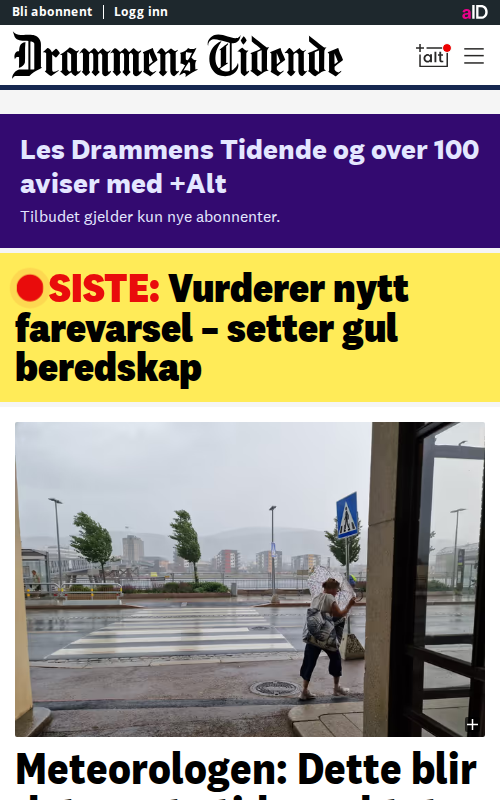 Bli abonnent
Logg inn
aID
Drammens Tidende
+alt
Les Drammens Tidende og over 100
aviser med +Alt
Tilbudet gjelder kun nye abonnenter.
SISTE: Vurderer nytt
farevarsel – setter gul
beredskap
Meteorologen: Dette blir